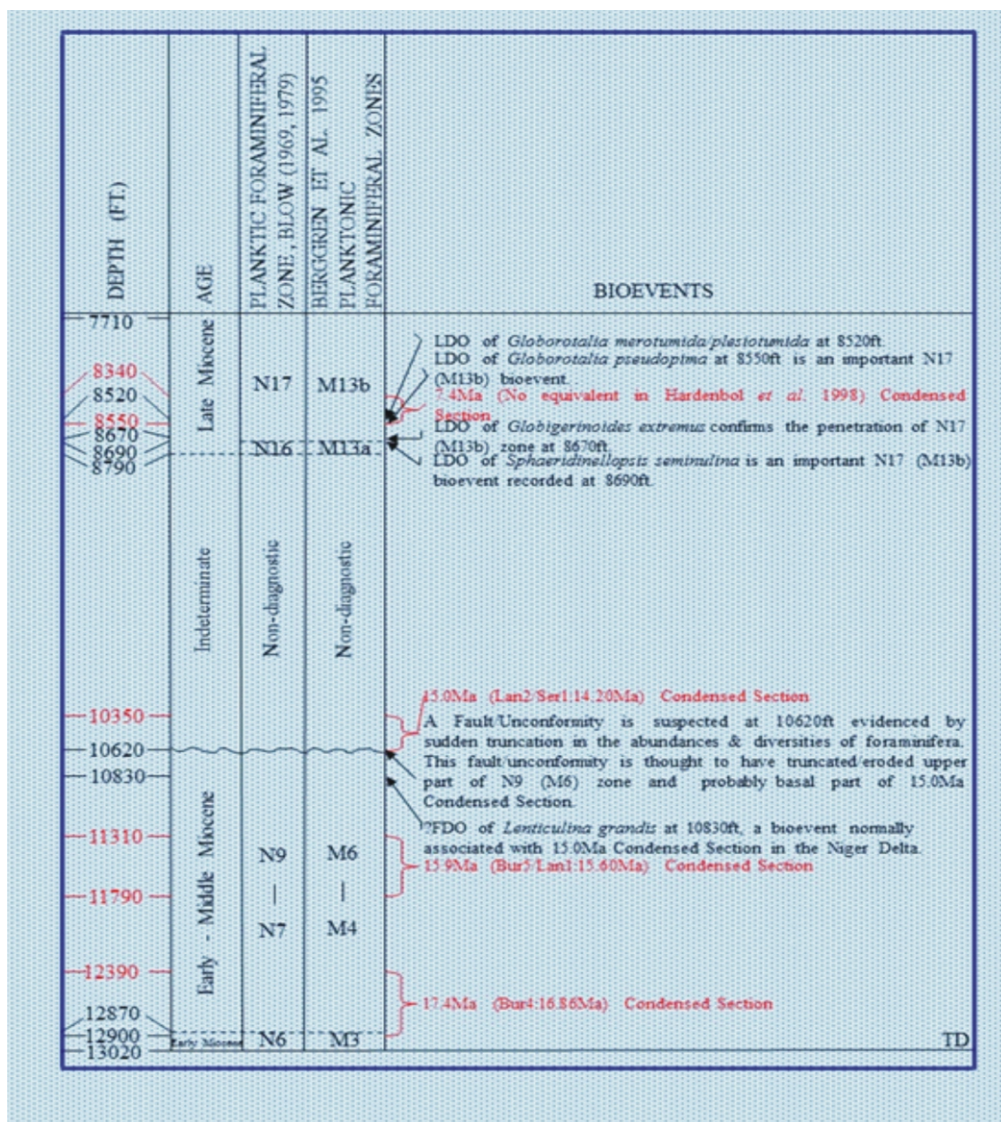 DEPTH (FT.)
AGE
PLANKTIC FORAMINIFERAL
ZONE , BLOW (1969, 1979)
BERGGREN ET AL. 1995
PLANKTONIC
FORAMINIFERAL ZONES
BIOEVENTS
7710
8340
8520
8550
8670
8690
8790
10350
10620
10830
11310
11790
12390
12870
12900
13020
Late Miocene
Indeterminate
Early - Middle Miocene
Early Miocene
N17
N16
Non-diagnostic
N9
N7
N6
M13b
M13a
Non-diagnostic
M6
M4
M3
LDO of Globorotalia merotumida/plesiotumida at 8520ft.
LDO of Globorotalia pseudopima at 8550ft is an important N17
(M13b) bioevent.
7.4Ma (No equivalent in Hardenbol et al. 1998) Condensed
Section
LDO of Globigerinoides extremus confirms the penetration of N17
(M13b) zone at 8670ft.
LDO of Sphaeridinellopsis seminulina is an important N17 (M13b)
bioevent recorded at 8690ft.
15.0Ma (Lan2/Ser1:14.20Ma) Condensed Section
A Fault/Unconformity is suspected at 10620ft evidenced by
sudden truncation in the abundances & diversities of foraminifera.
This fault/unconformity is thought to have truncated/eroded upper
part of N9 (M6) zone and probably basal part of 15.0Ma
Condensed Section.
?FDO of Lenticulina grandis at 10830ft, a bioevent normally
associated with 15.0Ma Condensed Section in the Niger Delta.
15.9Ma (Bur5/Lan1:15.60Ma) Condensed Section
17.4Ma (Bur4:16.86Ma) Condensed Section
TD